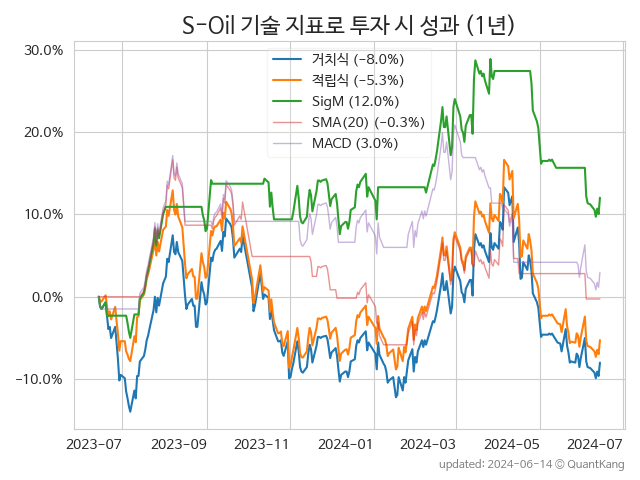 S-Oil 기술 지표로 투자 시 성과 (1년)
30.0%
20.0%
10.0%
0.0%
−10.0%
거치식 (−8.0%)
적립식 (−5.3%)
SigM (12.0%)
SMA(20) (−0.3%)
MACD (3.0%)
2023-07 2023-09 2023-11 2024-01 2024-03 2024-05 2024-07
updated: 2024-06-14 © QuantKang